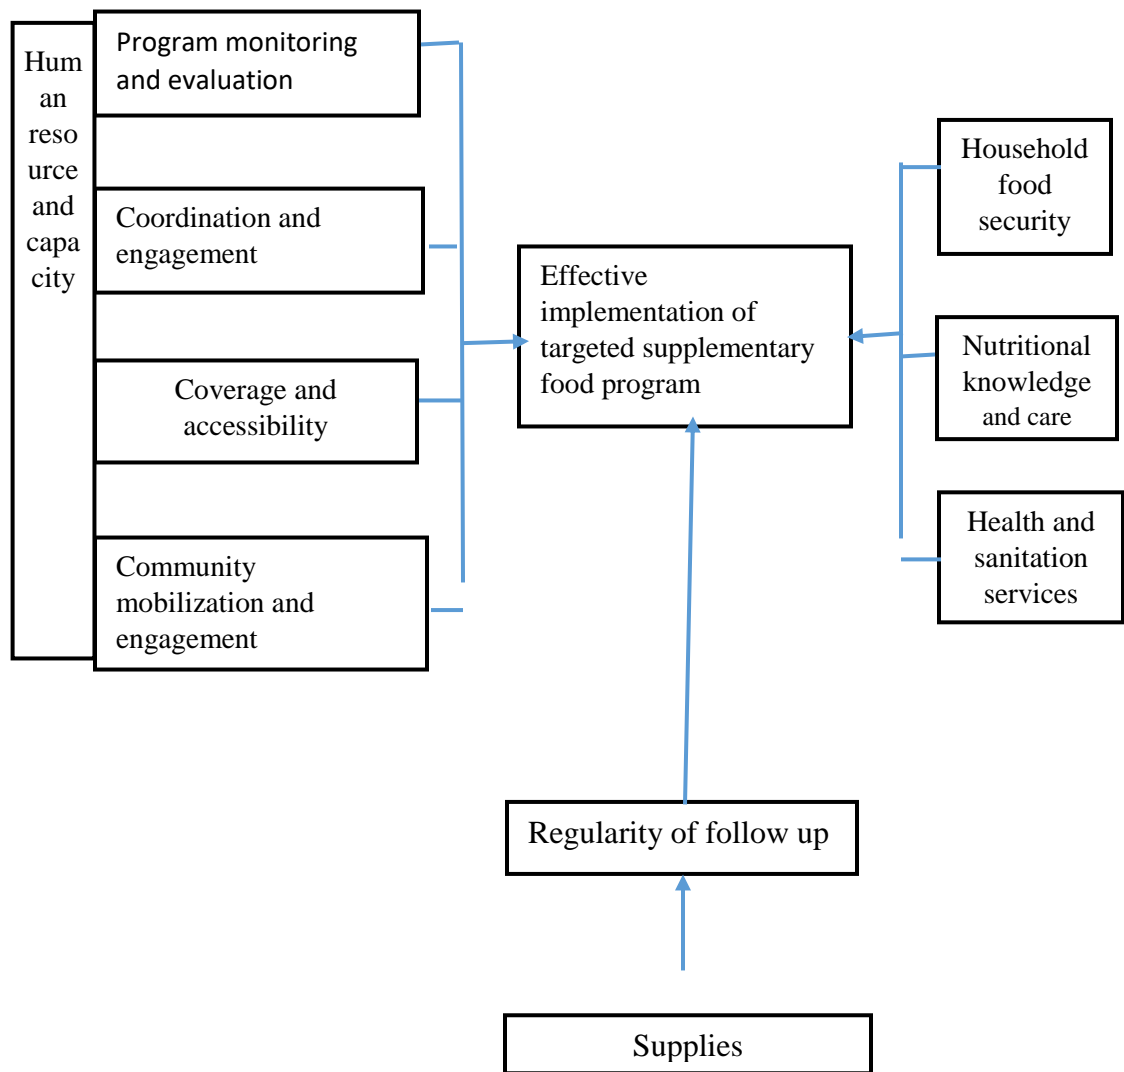 Hum
an
reso
urce
and
capa
city
Program monitoring
and evaluation
Coordination and
engagement
Coverage and
accessibility
Community
mobilization and
engagement
Effective
implementation of
targeted supplementary
food program
Household
food
security
Nutritional
knowledge
and care
Health and
sanitation
services
Regularity of follow up
Supplies